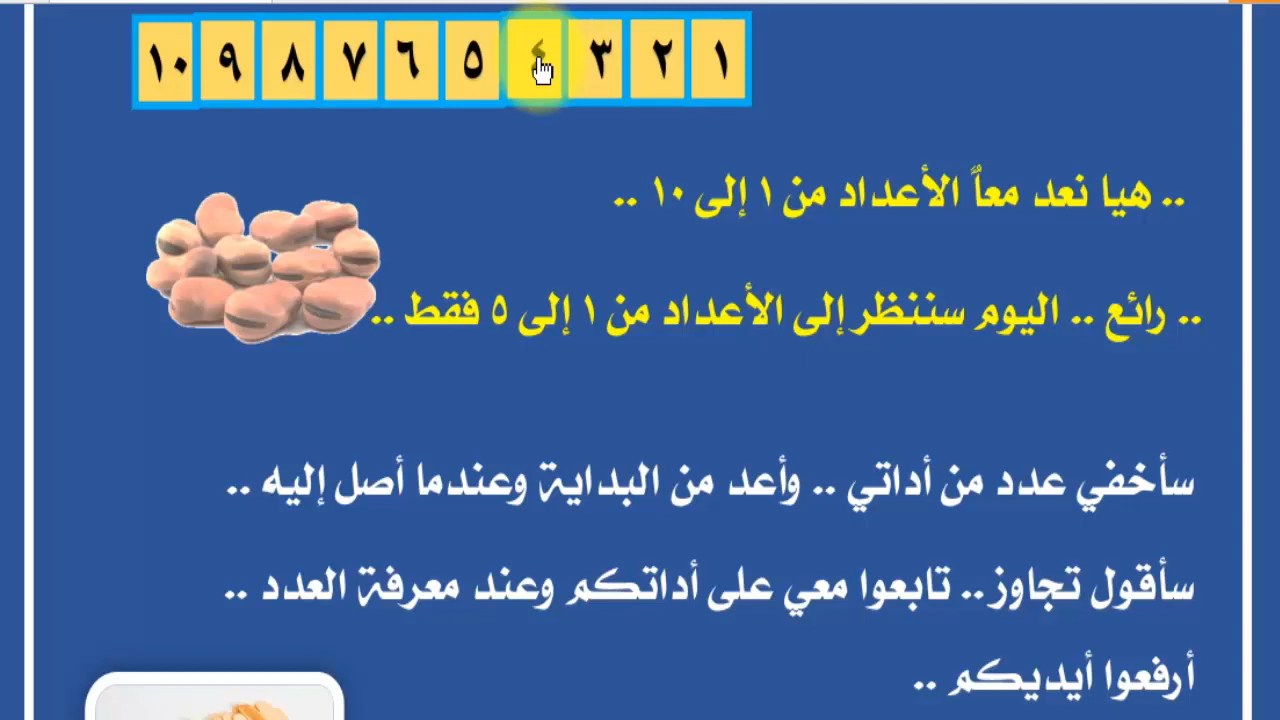 ١ ٢ ٣ ٤ ٥ ٦ ٧ ٨ ٩ ١٠
.. هيا نعد معاً الأعداد من ١ إلى ١٠ ..
.. رائع .. اليوم سننظر إلى الأعداد من ١ إلى ٥ فقط ..
سأخفي عدد من أداتي .. وأعد من البداية وعندما أصل إليه ..
سأقول تجاوز .. تابعوا معي على أداتكم وعند معرفة العدد ..
أرفعوا أيديكم ..